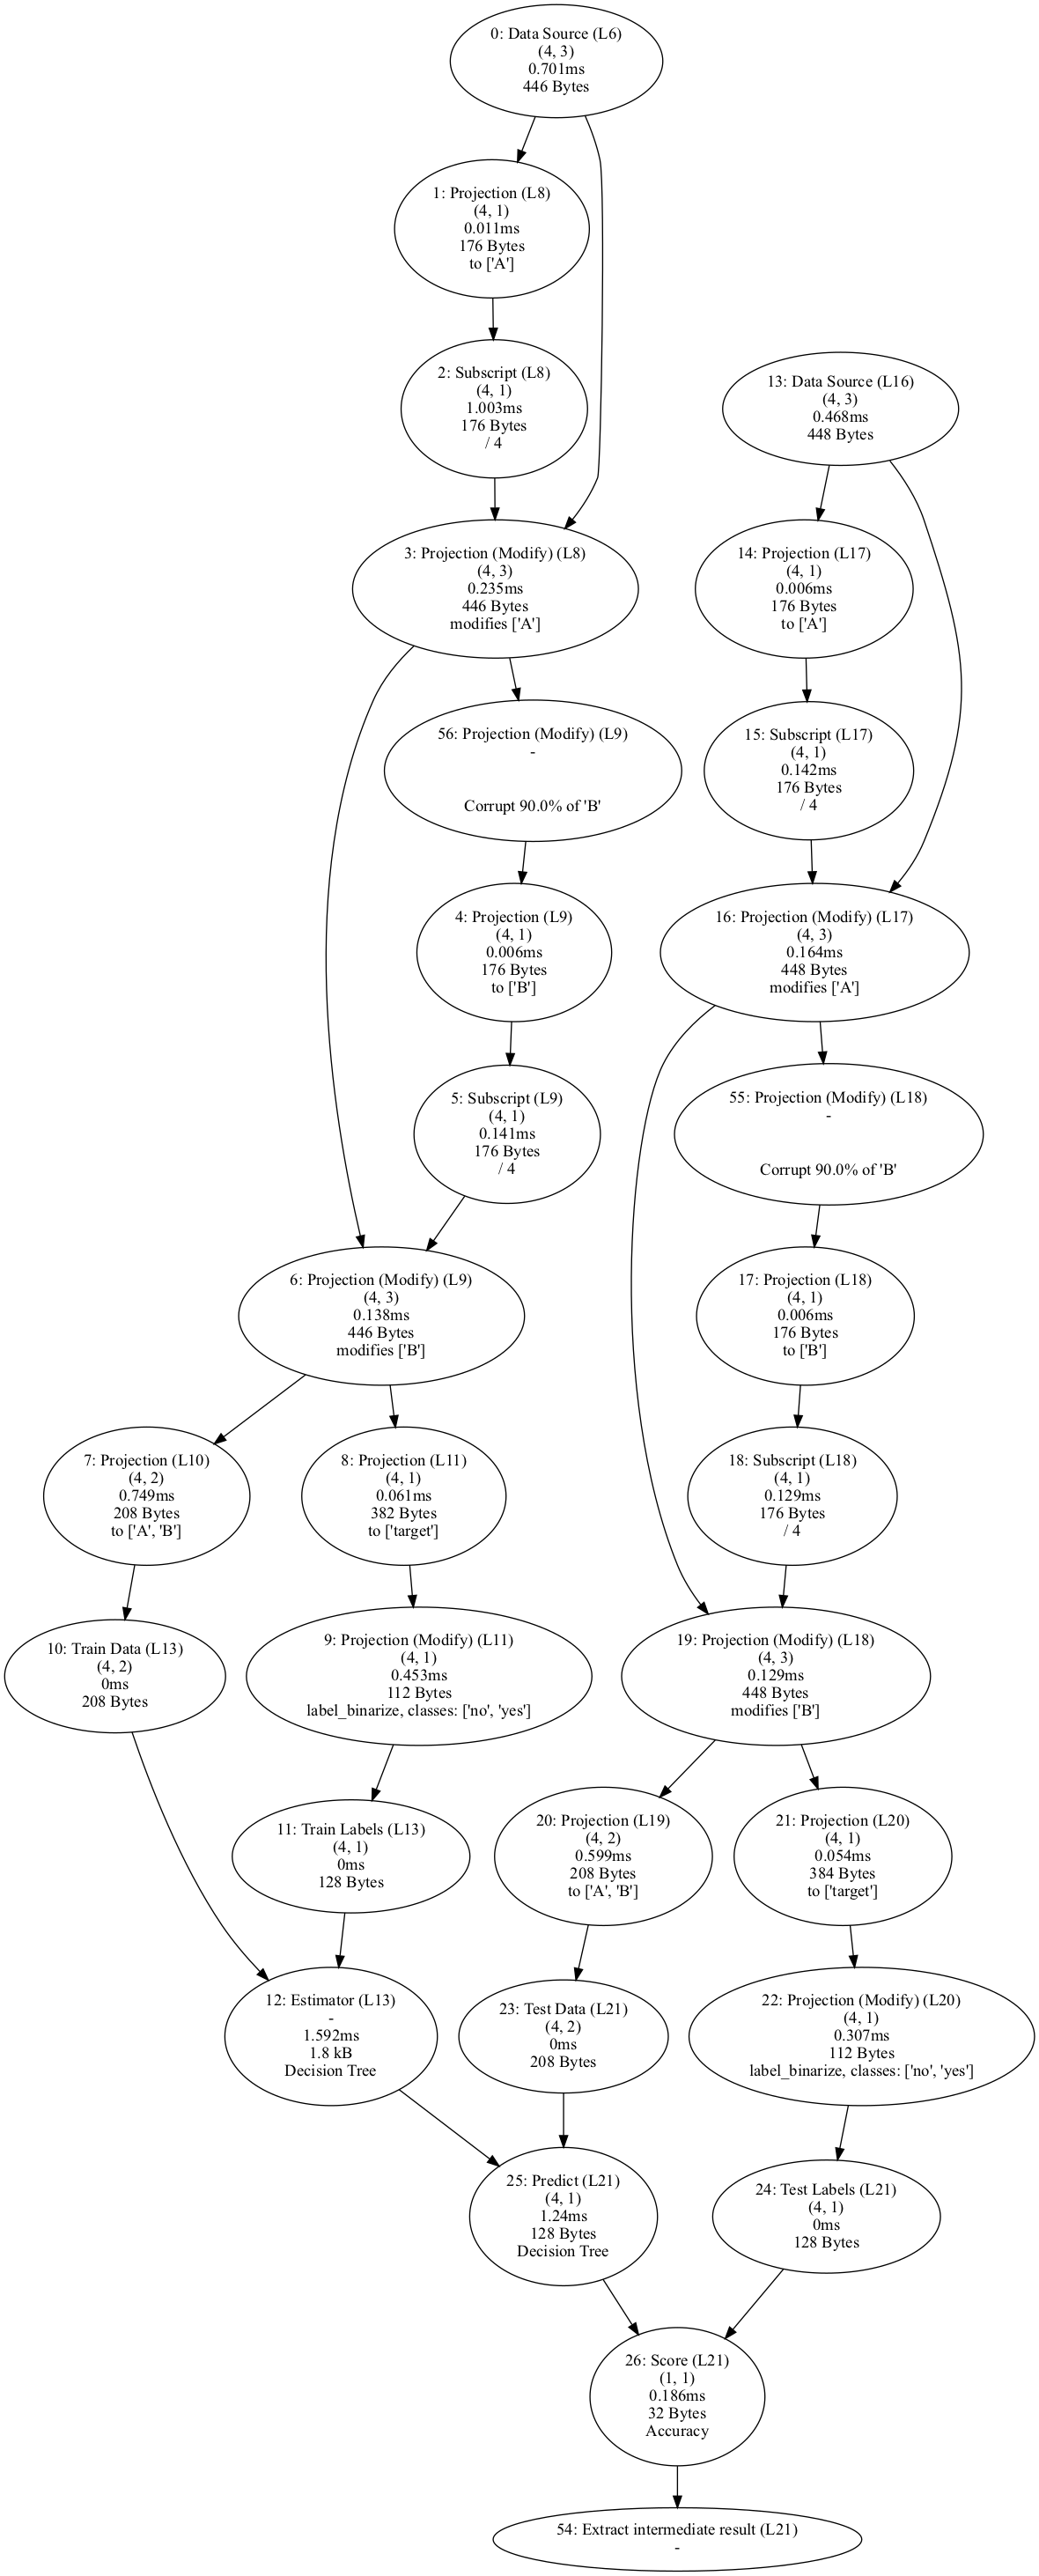 0: Data Source (L6)
(4, 3)
0.701ms
446 Bytes
1: Projection (L8)
(4, 1)
0.011ms
176 Bytes
to ['A']
2: Subscript (L8)
(4, 1)
1.003ms
176 Bytes
/ 4
13: Data Source (L16)
(4, 3)
0.468ms
448 Bytes
3: Projection (Modify) (L8)
(4, 3)
0.235ms
446 Bytes
modifies ['A']
14: Projection (L17)
(4, 1)
0.006ms
176 Bytes
to ['A']
56: Projection (Modify) (L9)
-
Corrupt 90.0% of 'B'
15: Subscript (L17)
(4, 1)
0.142ms
176 Bytes
/ 4
4: Projection (L9)
(4, 1)
0.006ms
176 Bytes
to ['B']
16: Projection (Modify) (L17)
(4, 3)
0.164ms
448 Bytes
modifies ['A']
5: Subscript (L9)
(4, 1)
0.141ms
176 Bytes
/ 4
55: Projection (Modify) (L18)
-
Corrupt 90.0% of 'B'
6: Projection (Modify) (L9)
(4, 3)
0.138ms
446 Bytes
modifies ['B']
17: Projection (L18)
(4, 1)
0.006ms
176 Bytes
to ['B']
7: Projection (L10)
(4, 2)
0.749ms
208 Bytes
to ['A', 'B']
8: Projection (L11)
(4, 1)
0.061ms
382 Bytes
to ['target']
18: Subscript (L18)
(4, 1)
0.129ms
176 Bytes
/ 4
10: Train Data (L13)
(4, 2)
0ms
208 Bytes
9: Projection (Modify) (L11)
(4, 1)
0.453ms
112 Bytes
label_binarize, classes: ['no', 'yes']
19: Projection (Modify) (L18)
(4, 3)
0.129ms
448 Bytes
modifies ['B']
11: Train Labels (L13)
(4, 1)
0ms
128 Bytes
20: Projection (L19)
(4, 2)
0.599ms
208 Bytes
to ['A', 'B']
21: Projection (L20)
(4, 1)
0.054ms
384 Bytes
to ['target']
12: Estimator (L13)
-
1.592ms
1.8 kB
Decision Tree
23: Test Data (L21)
(4, 2)
0ms
208 Bytes
22: Projection (Modify) (L20)
(4, 1)
0.307ms
112 Bytes
label_binarize, classes: ['no', 'yes']
25: Predict (L21)
(4, 1)
1.24ms
128 Bytes
Decision Tree
24: Test Labels (L21)
(4, 1)
0ms
128 Bytes
26: Score (L21)
(1, 1)
0.186ms
32 Bytes
Accuracy
54: Extract intermediate result (L21)
-